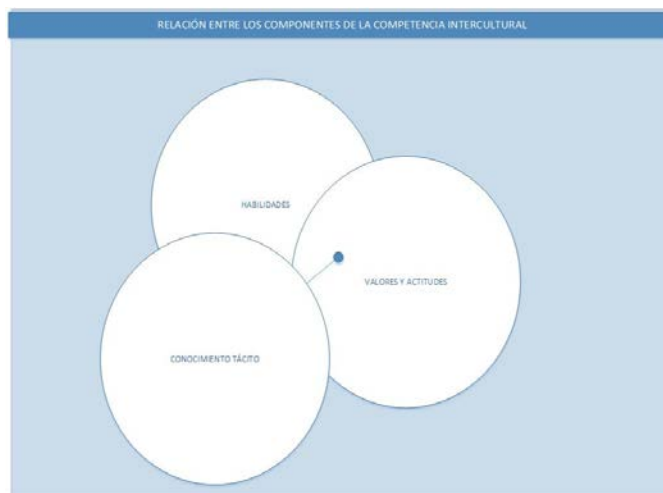 RELACIÓN ENTRE LOS COMPONENTES DE LA COMPETENCIA INTERCULTURAL
HABILIDADES
VALORES Y ACTITUDES
CONOCIMIENTO TÁCITO